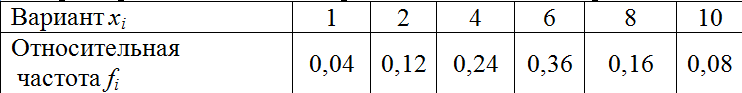 Вариант xi 1 2 4 6 8 10
Относительная
частота fi 0,04 0,12 0,24 0,36 0,16 0,08